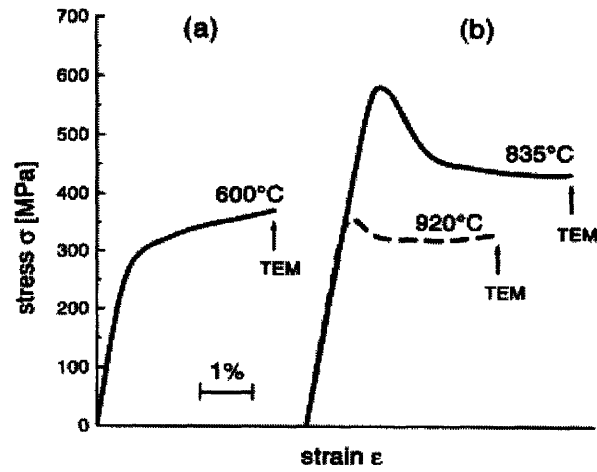 (a)
(b)
700
600
500
400
300
200
100
0
stress σ [MPa]
600°C
TEM
835°C
TEM
920°C
TEM
1%
strain ε